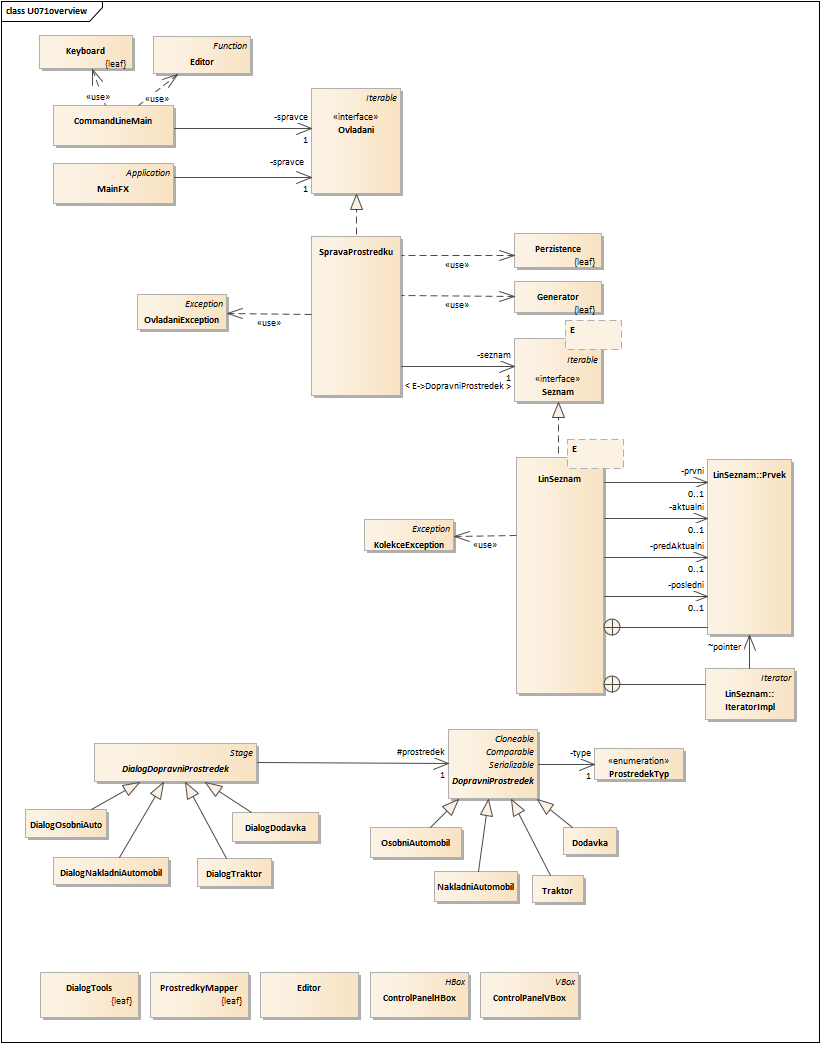 class U071overview
Keyboard
{leaf}
Function
Editor
«use»
«use»
CommandLineMain
-spravce
1
Iterable
«interface»
Ovladani
Application
MainFX
-spravce
1
SpravaProstredku
Perzistence
{leaf}
«use»
Generator
{leaf}
«use»
Exception
OvladaniException
«use»
E
-seznam
1
< E->DopravniProstredek >
Iterable
«interface»
Seznam
E
LinSeznam
-prvni
0..1
-aktualni
0..1
-predAktualni
0..1
-posledni
0..1
LinSeznam::Prvek
Exception
KolekceException
«use»
~pointer
Iterator
LinSeznam::
IteratorImpl
Stage
DialogDopravniProstredek
#prostredek
1
Cloneable
Comparable
Serializable
DopravniProstredek
-type
1
«enumeration»
ProstredekTyp
DialogOsobniAuto
DialogDodavka
DialogNakladniAutomobil
DialogTraktor
OsobniAutomobil
Dodavka
NakladniAutomobil
Traktor
DialogTools
{leaf}
ProstredkyMapper
{leaf}
Editor
HBox
ControlPanelHBox
VBox
ControlPanelVBox